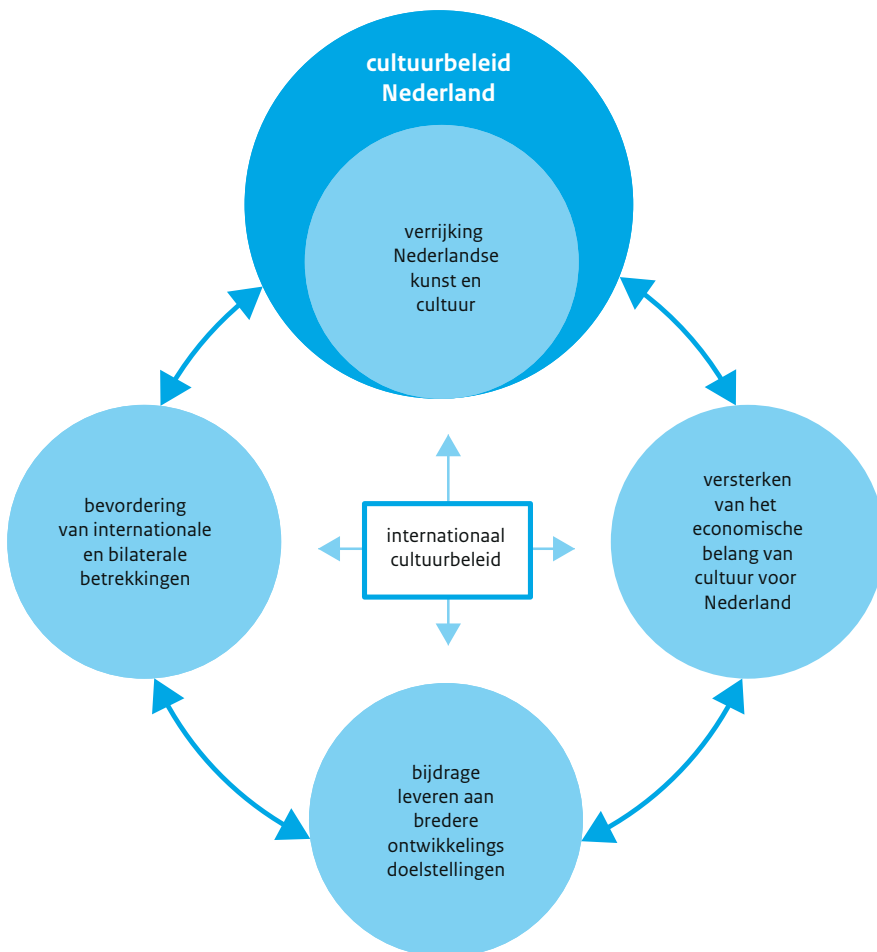 cultuurbeleid
Nederland
verrijking
Nederlandse
kunst en
cultuur
bevordering
van internationale
en bilaterale
betrekkingen
internationaal
cultuurbeleid
versterken
van het
economische
belang van
cultuur voor
Nederland
bijdrage
leveren aan
bredere
ontwikkelings
doelstellingen